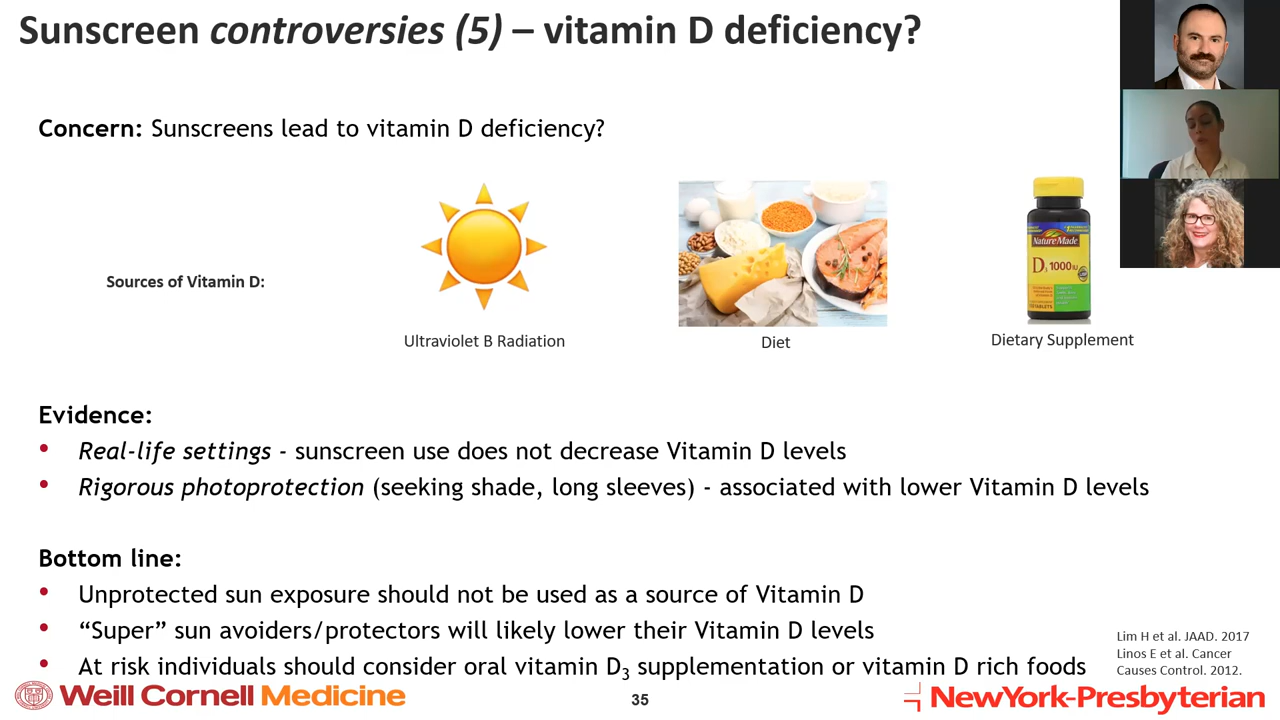 Sunscreen controversies (5) – vitamin D deficiency?
Concern: Sunscreens lead to vitamin D deficiency?
Sources of Vitamin D:
Ultraviolet B Radiation
Diet
NatureMade
D3 1000 IU
Dietary Supplement
Evidence:
• Real-life settings - sunscreen use does not decrease Vitamin D levels
• Rigorous photoprotection (seeking shade, long sleeves) - associated with lower Vitamin D levels
Bottom line:
• Unprotected sun exposure should not be used as a source of Vitamin D
• “Super” sun avoiders/protectors will likely lower their Vitamin D levels
• At risk individuals should consider oral vitamin D3 supplementation or vitamin D rich foods
Lim H et al. JAAD. 2017
Linos E et al. Cancer
Causes Control. 2012.
Weill Cornell Medicine
35
NewYork-Presbyterian